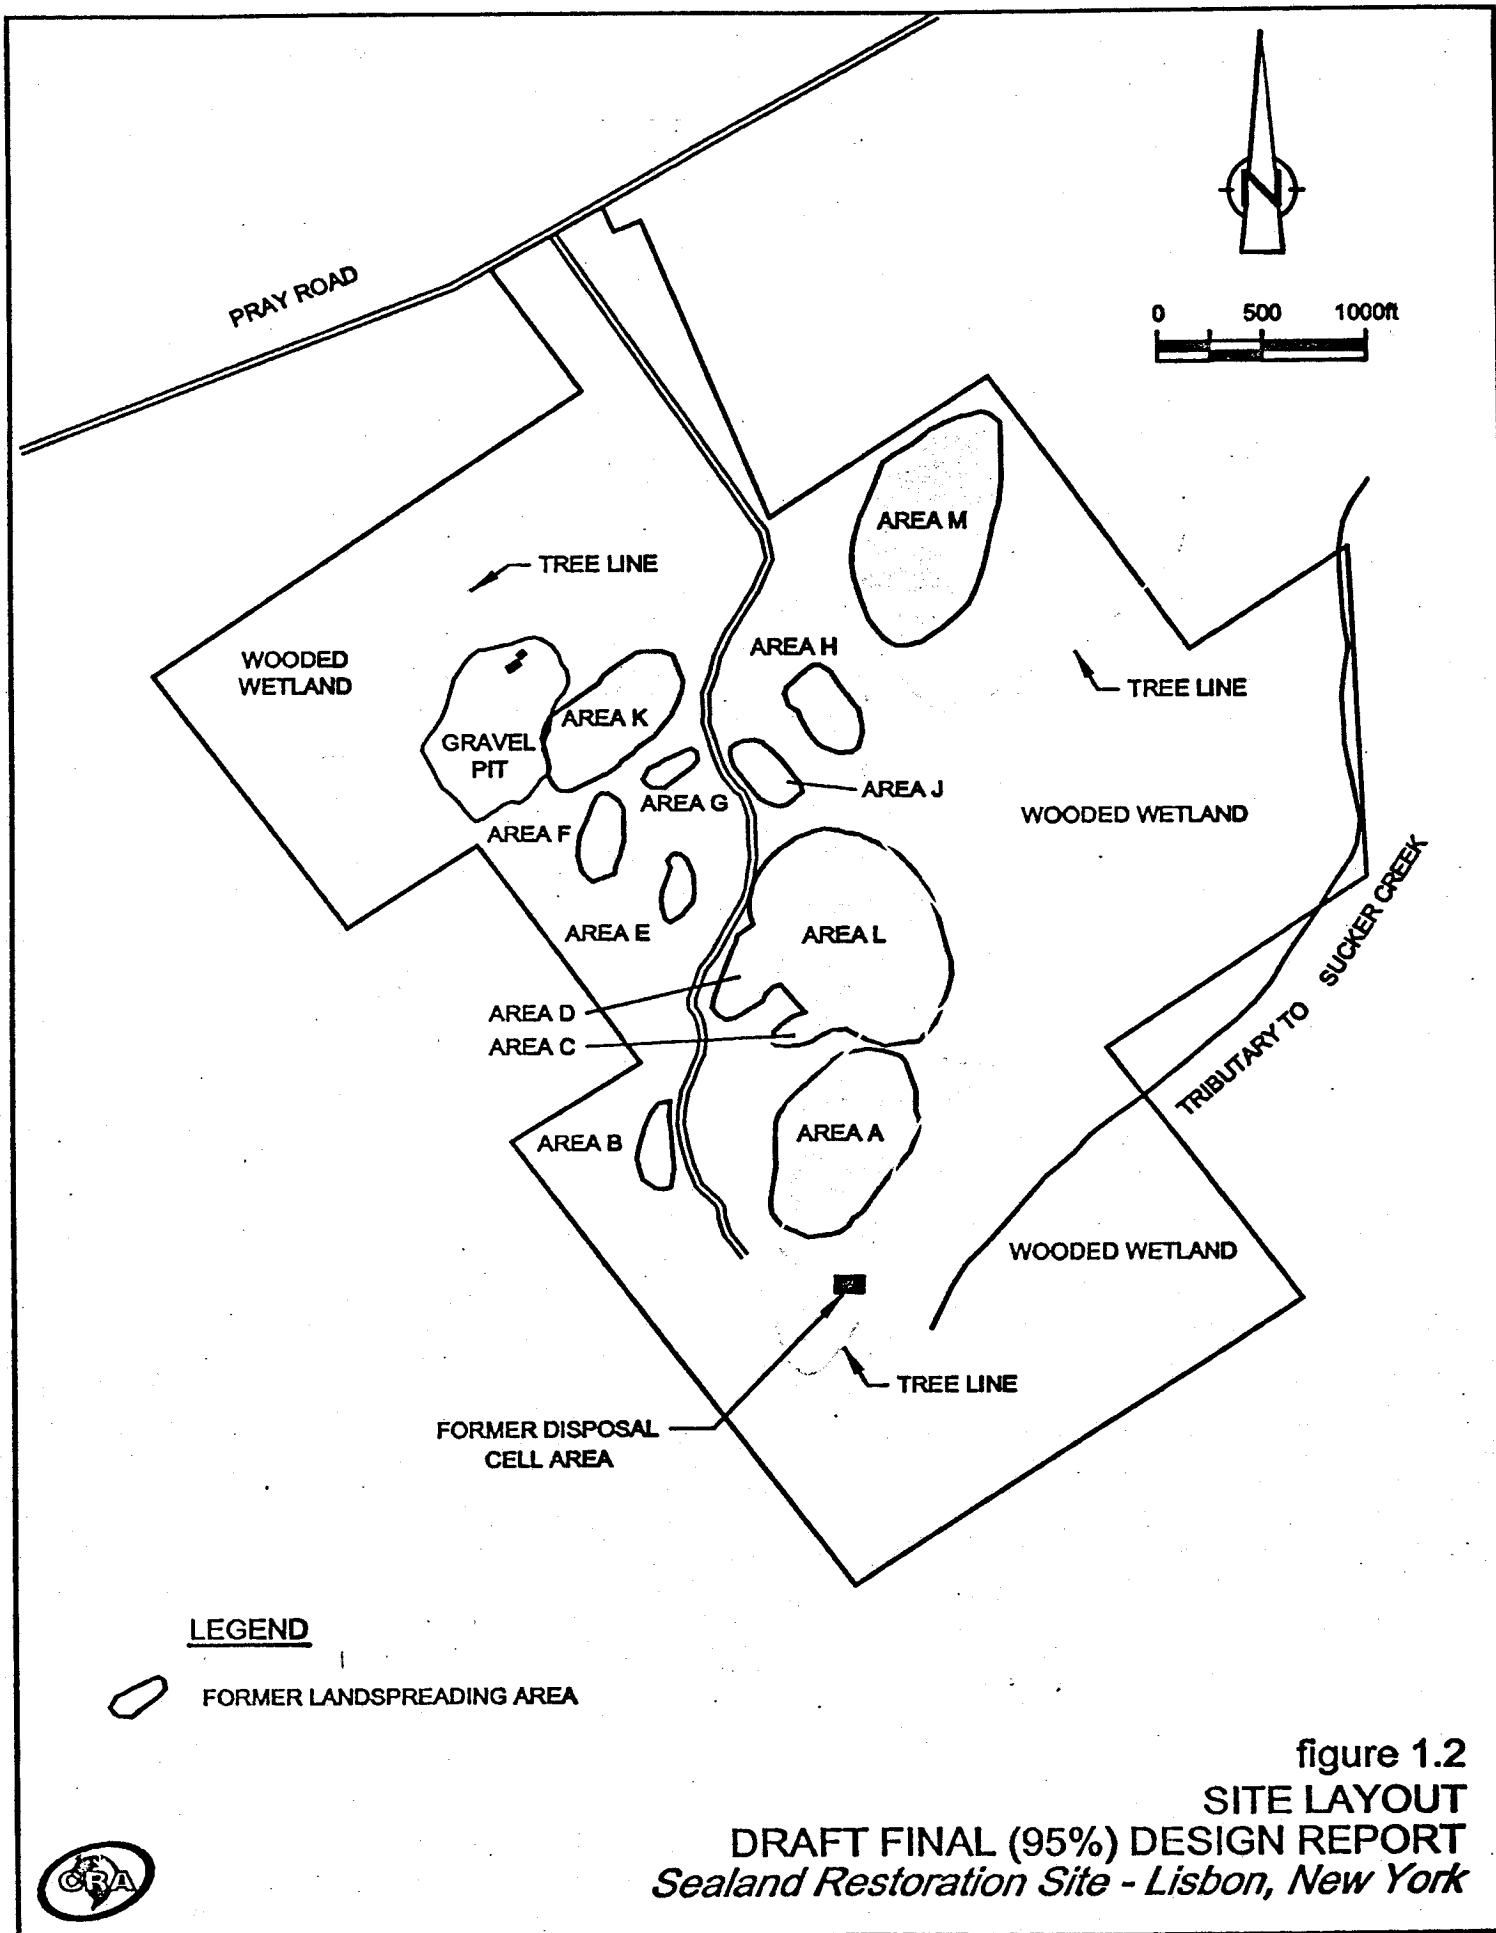 N
0 500 1000ft
PRAY ROAD
AREA M
TREE LINE
AREA H
WOODED
WETLAND
TREE LINE
AREA K
GRAVEL
PIT
AREA J
AREA G
WOODED WETLAND
AREA F
AREA E
AREA L
TRIBUTARY TO SUCKER CREEK
AREA D
AREA C
AREA B
AREA A
WOODED WETLAND
TREE LINE
FORMER DISPOSAL
CELL AREA
LEGEND
FORMER LANDSPREADING AREA
figure 1.2
SITE LAYOUT
DRAFT FINAL (95%) DESIGN REPORT
Sealand Restoration Site - Lisbon, New York
CRA